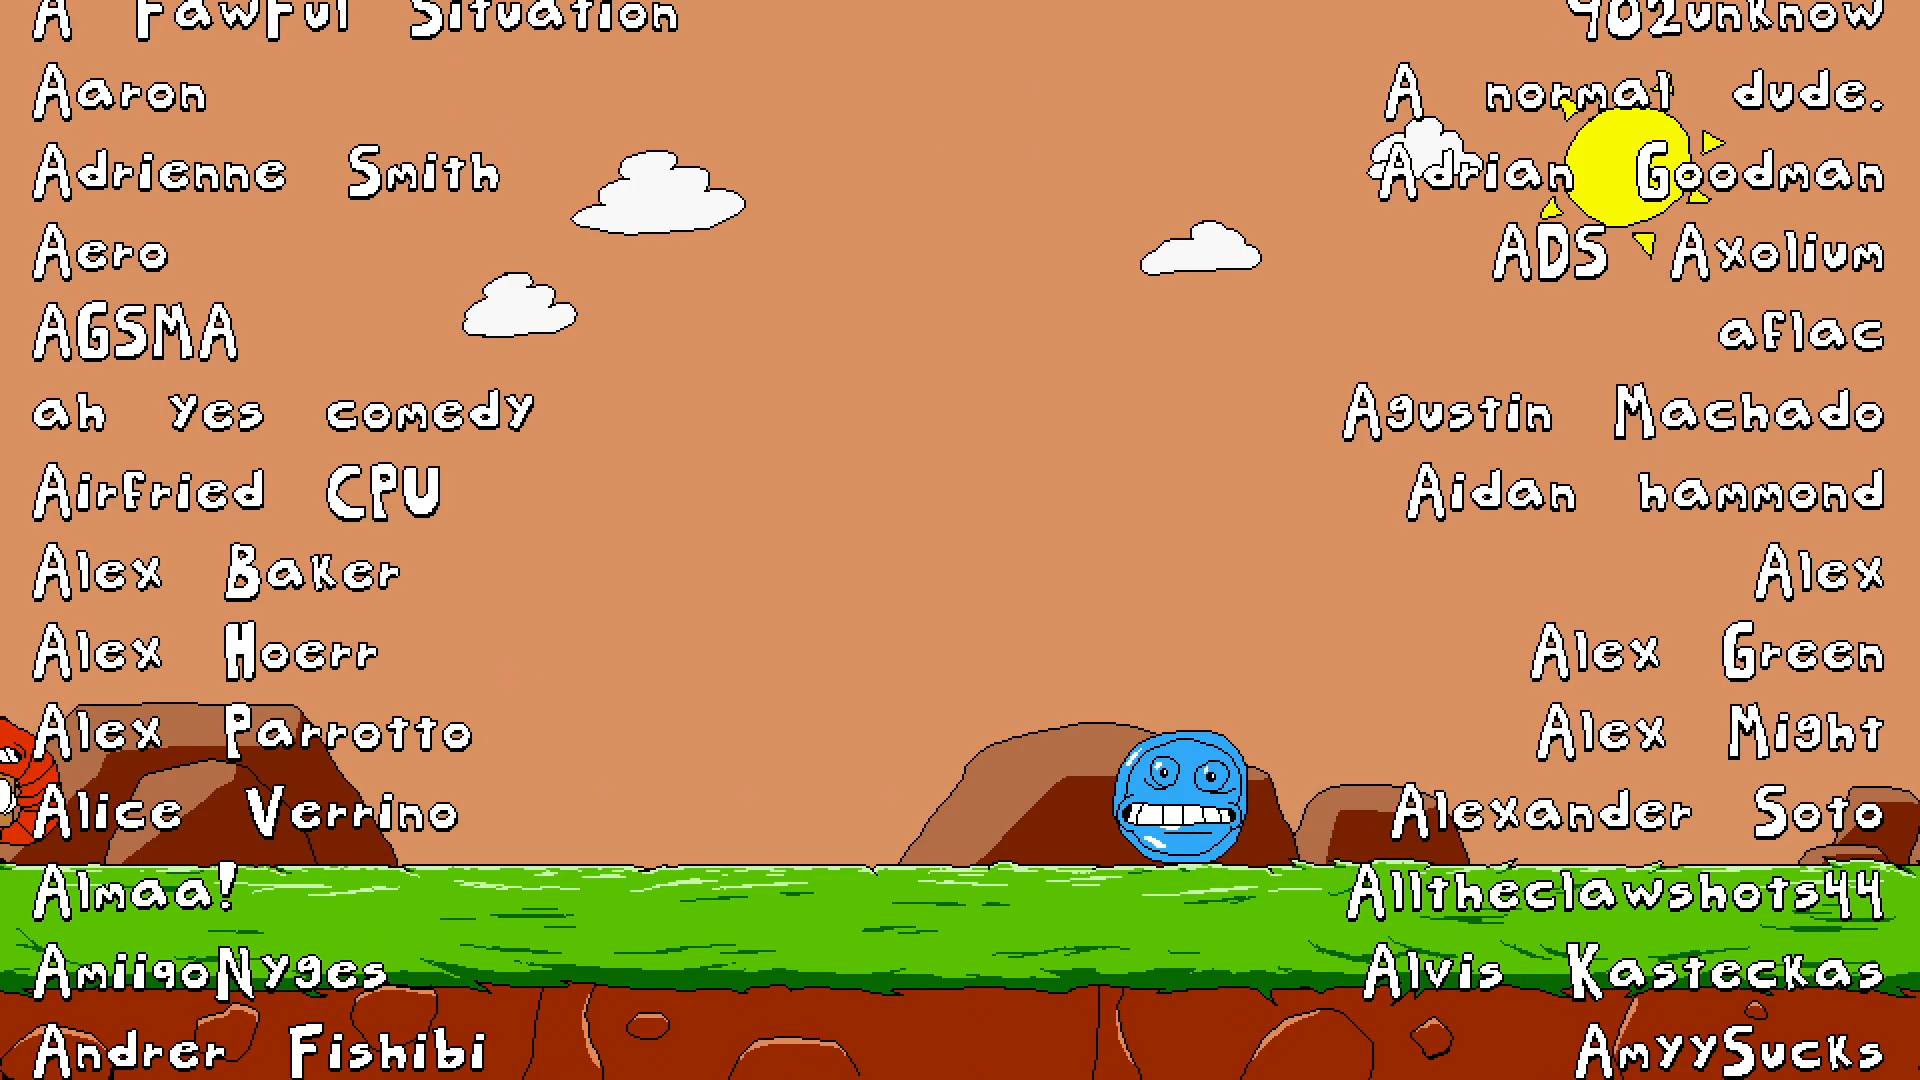 A Fawful Situation 902unknow
Aaron A normal dude.
Adrienne Smith Adrian Goodman
Aero ADS Axolium
AGSMA aflac
ah yes comedy Agustin Machado
Airfried CPU Aidan hammond
Alex Baker Alex
Alex Hoerr Alex Green
Alex Parrotto Alex Might
Alice Verrino Alexander Soto
Almaa! Alltheclawshots44
AmiiqoNyges Alvis Kasteckas
Andrer Fishibi AmyySucks